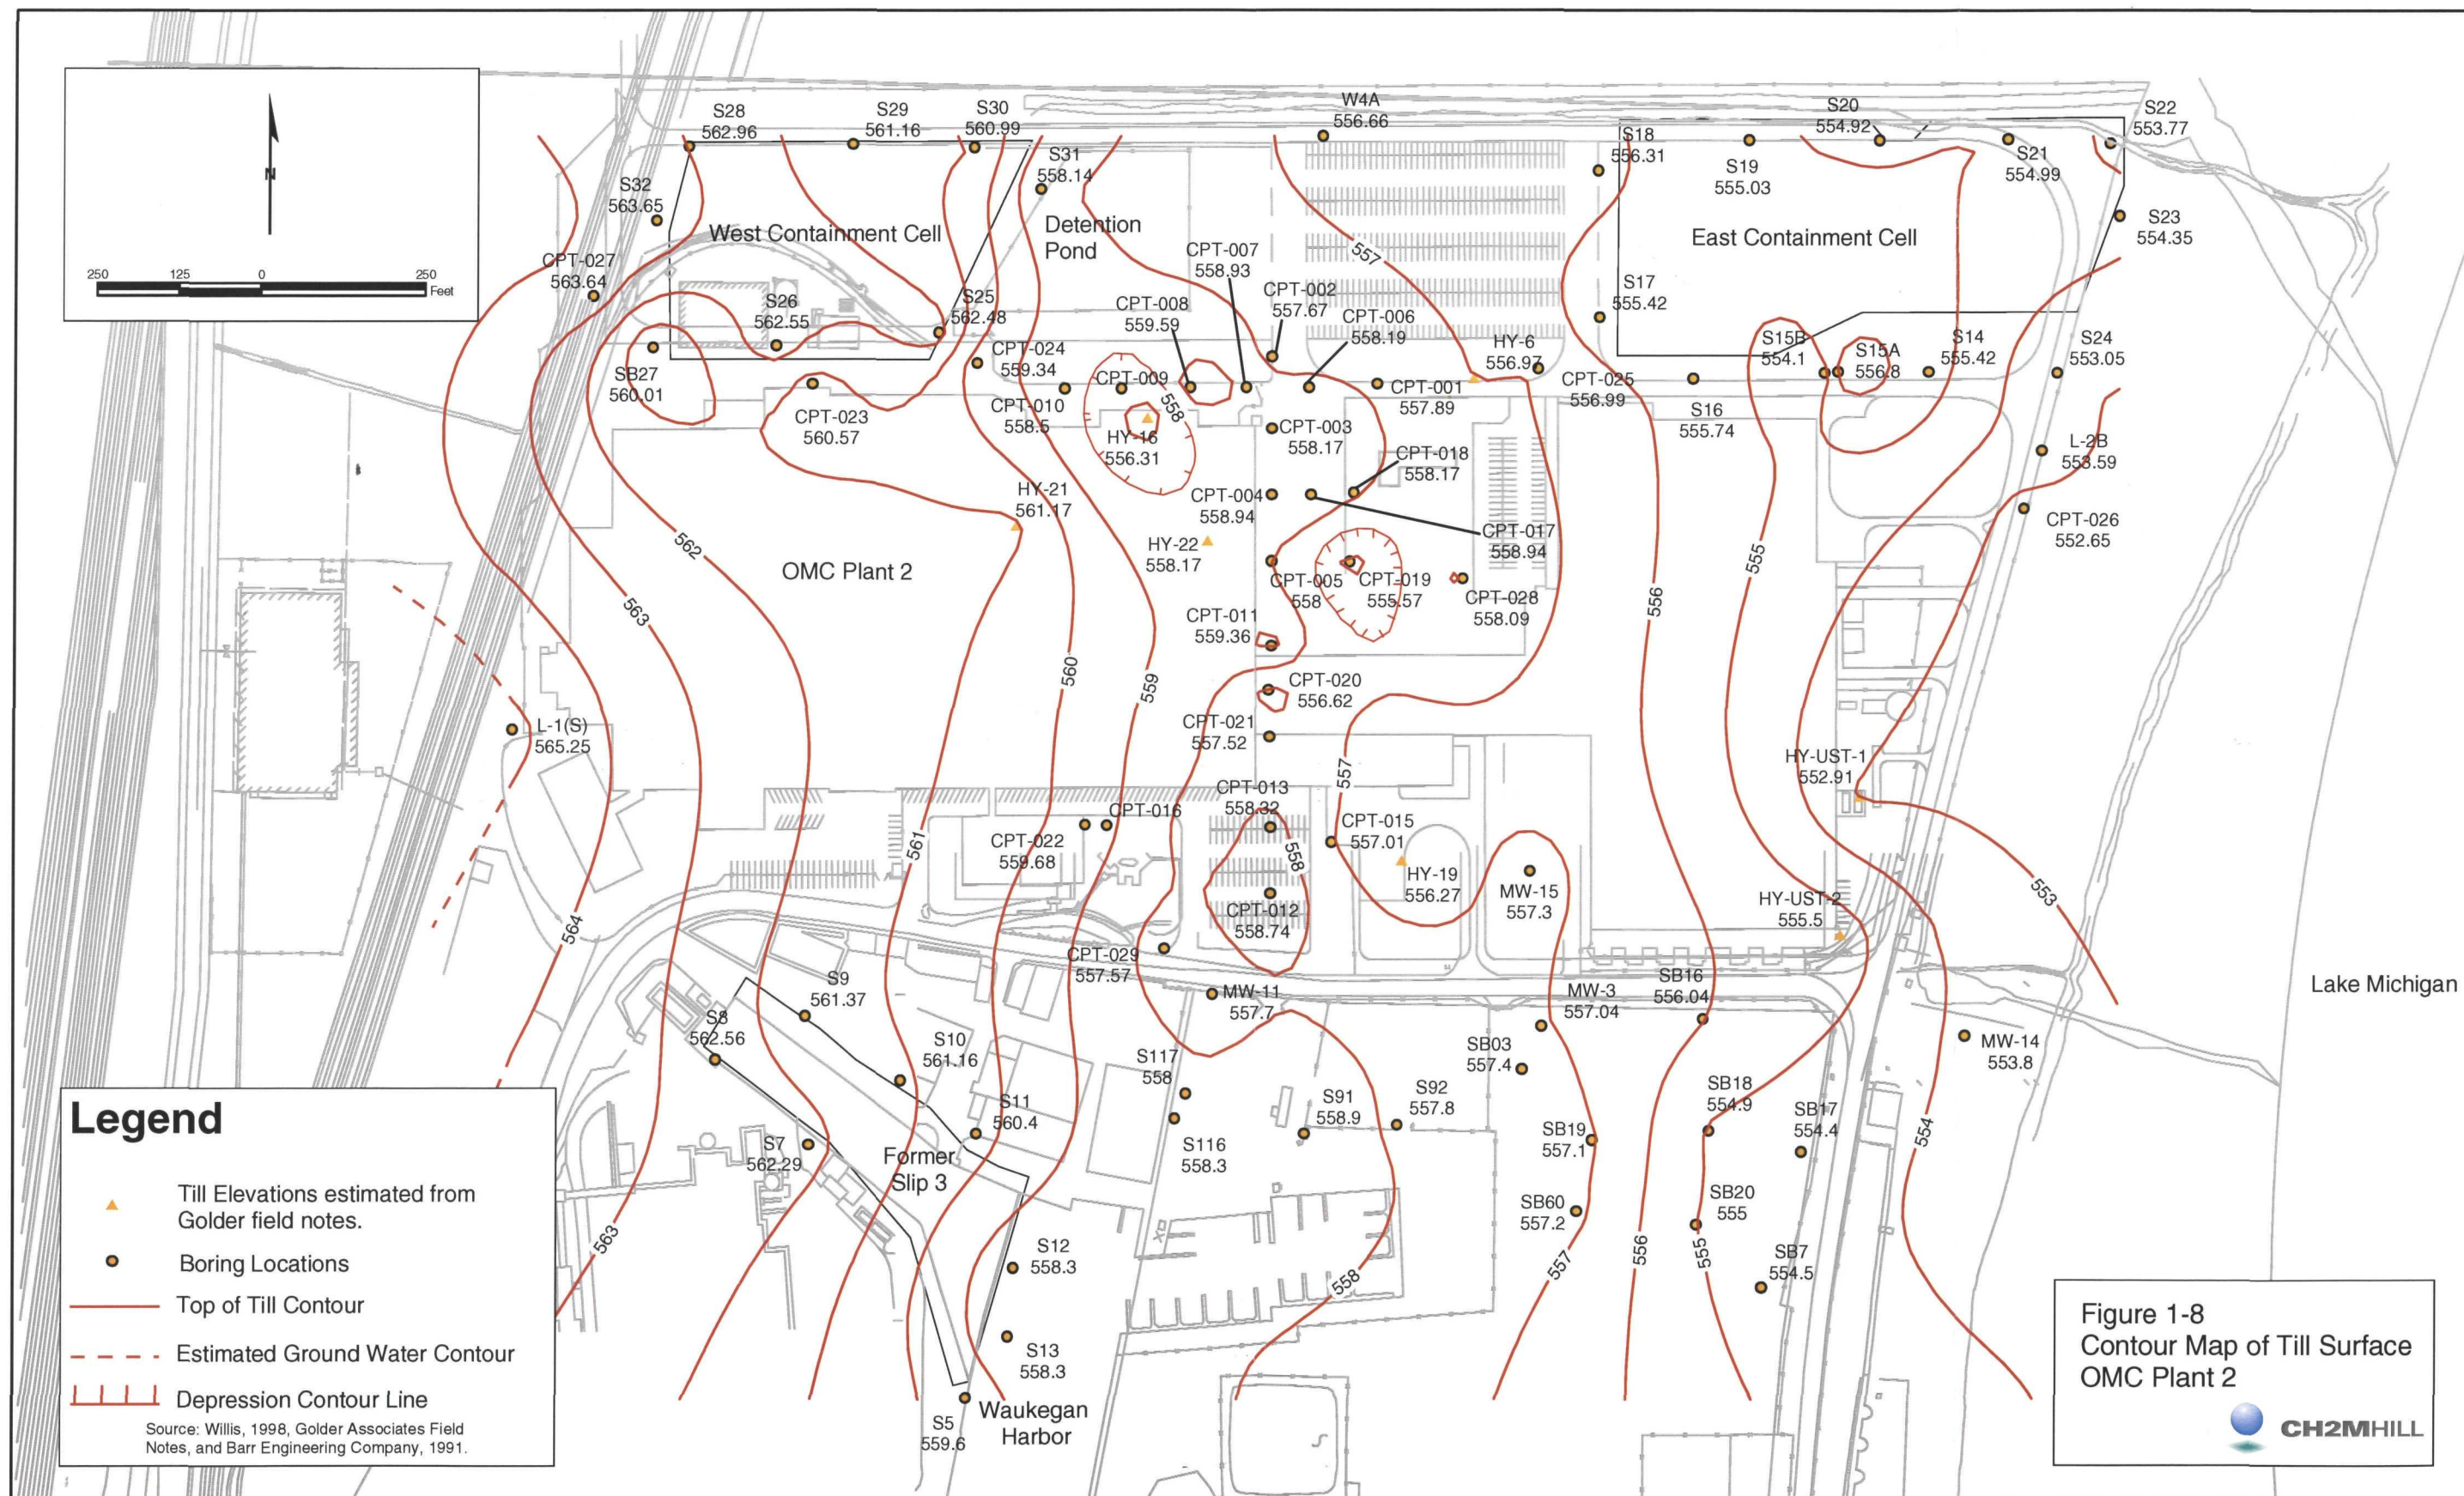 N
250 125 0 250
Feet
S28
562.96
S29
561.16
S30
560.99
W4A
556.66
S20
554.92
S22
553.77
S18
556.31
S19
555.03
S21
554.99
S31
558.14
S32
563.65
S23
554.35
West Containment Cell
Detention
Pond
East Containment Cell
557
CPT-007
558.93
CPT-027
563.64
CPT-002
557.67
S17
555.42
S26
562.55
S25
562.48
CPT-008
559.59
CPT-006
558.19
HY-6
556.97
S15B
554.1
S15A
556.8
S14
555.42
S24
553.05
CPT-024
559.34
SB27
560.01
CPT-009
CPT-001
557.89
CPT-025
556.99
CPT-023
560.57
CPT-010
558.5
558
S16
555.74
HY-16
556.31
CPT-003
558.17
L-2B
553.59
CPT-018
558.17
HY-21
561.17
CPT-004
558.94
CPT-026
552.65
562
HY-22
558.17
CPT-017
558.94
555
OMC Plant 2
CPT-005
558
CPT-019
555.57
CPT-028
558.09
563
556
CPT-011
559.36
560
559
CPT-020
556.62
L-1(S)
565.25
CPT-021
557.52
HY-UST-1
552.91
557
CPT-013
558.32
CPT-016
CPT-022
559.68
561
CPT-015
557.01
558
HY-19
556.27
MW-15
557.3
553
HY-UST-2
555.5
CPT-012
558.74
564
CPT-029
557.57
S9
561.37
SB16
556.04
Lake Michigan
MW-11
557.7
MW-3
557.04
S8
562.56
S10
561.16
SB03
557.4
MW-14
553.8
S117
558
S11
560.4
S91
558.9
S92
557.8
SB18
554.9
SB17
554.4
554
S7
562.29
Former
Slip 3
S116
558.3
SB19
557.1
SB20
555
SB60
557.2
563
S12
558.3
558
557
556
555
SB7
554.5
S13
558.3
S5
559.6
Waukegan
Harbor
Legend
Till Elevations estimated from
Golder field notes.
Boring Locations
Top of Till Contour
Estimated Ground Water Contour
Depression Contour Line
Source: Willis, 1998, Golder Associates Field
Notes, and Barr Engineering Company, 1991.
Figure 1-8
Contour Map of Till Surface
OMC Plant 2
CH2MHILL